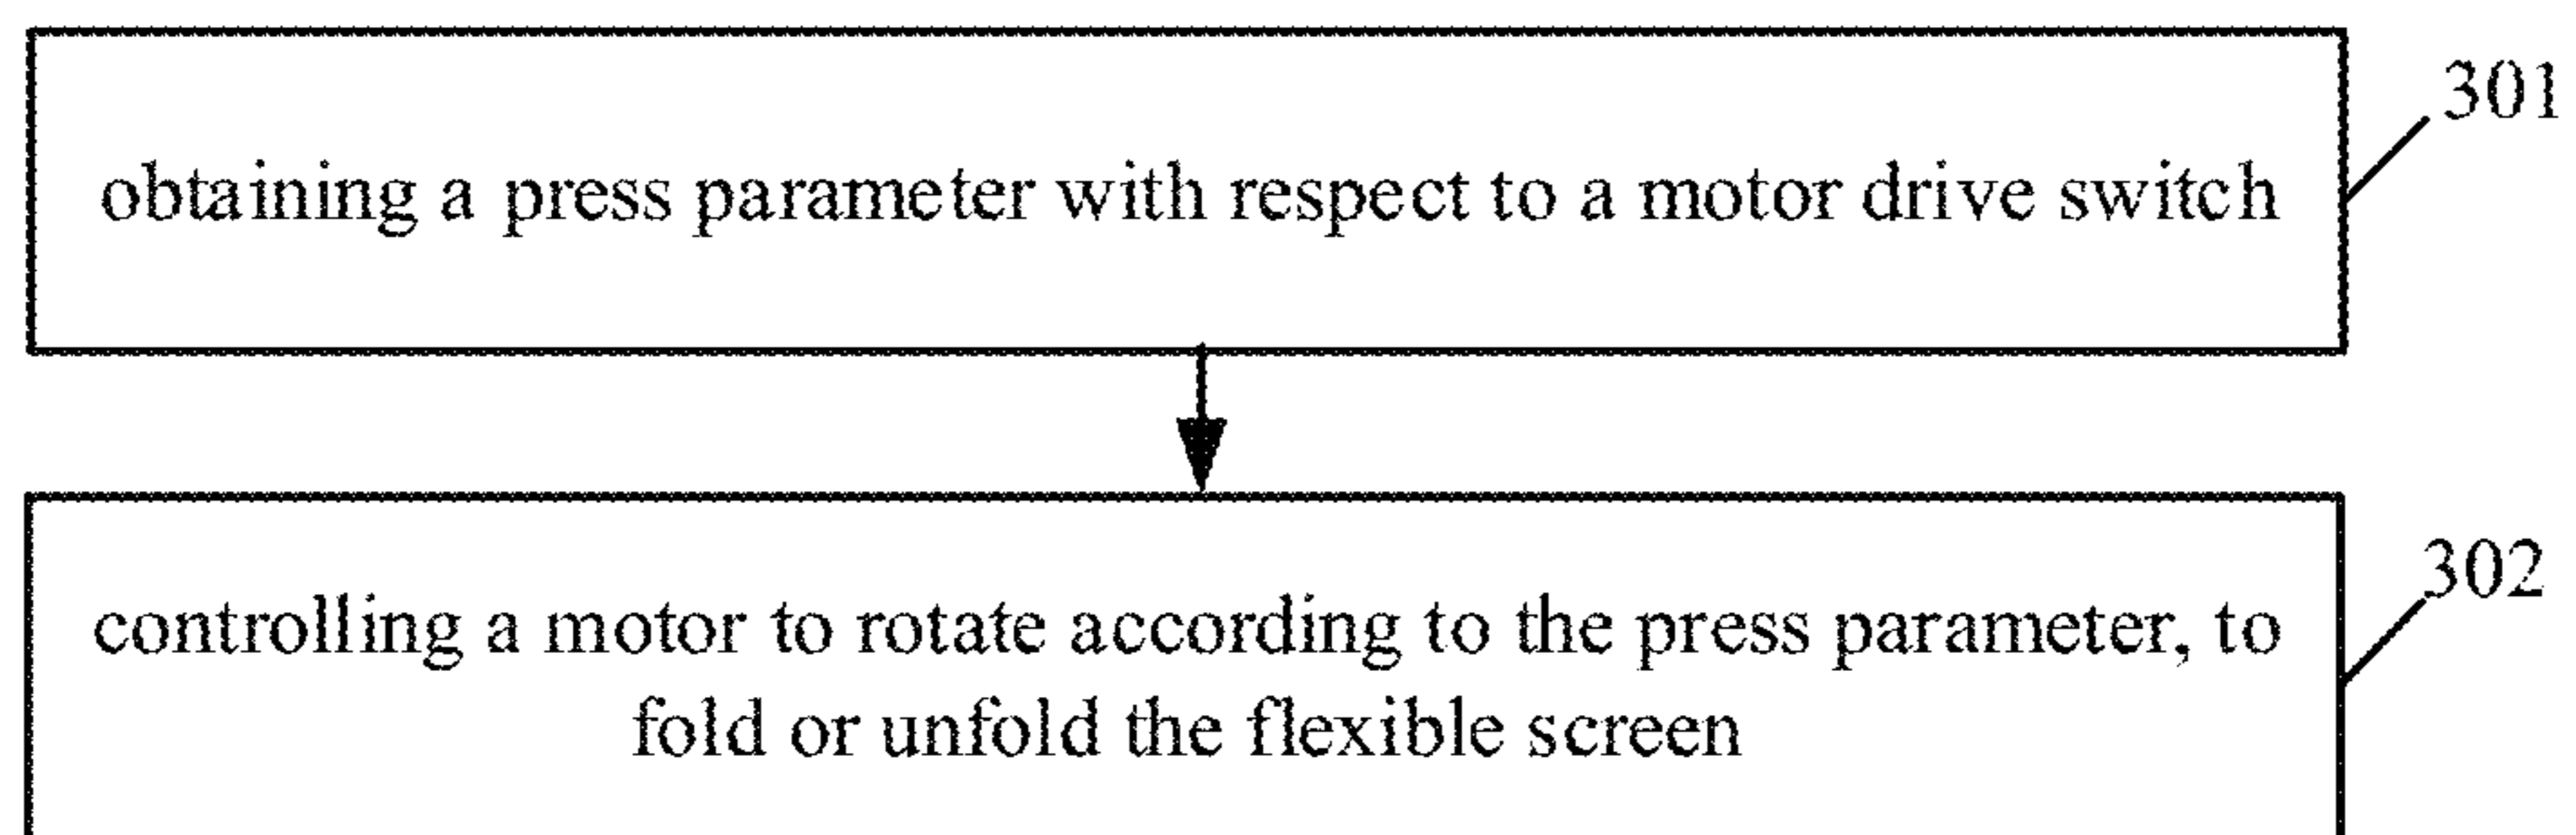 301
obtaining a press parameter with respect to a motor drive switch
302
controlling a motor to rotate according to the press parameter, to
fold or unfold the flexible screen